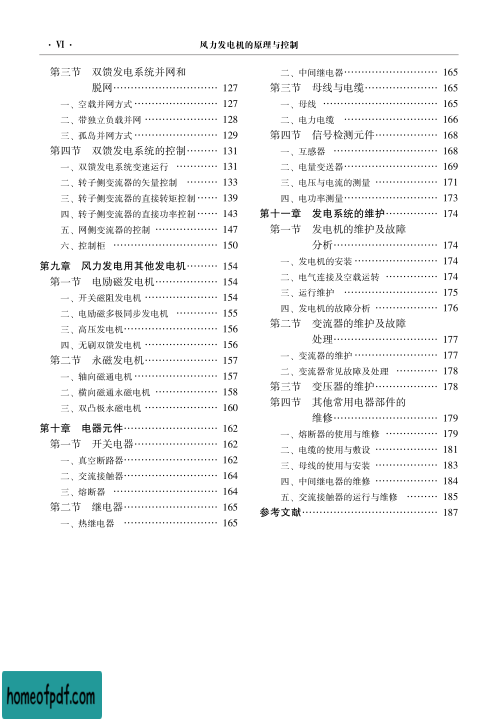 · VI · 风力发电机的原理与控制
第三节 双馈发电系统并网和
脱网………………………… 127
一、空载并网方式…………………… 127
二、带独立负载并网 ………………… 128
三、孤岛并网方式…………………… 129
第四节 双馈发电系统的控制……… 131
一、双馈发电系统变速运行 ………… 131
二、转子侧变流器的矢量控制 ……… 133
三、转子侧变流器的直接转矩控制…… 139
四、转子侧变流器的直接功率控制…… 143
五、网侧变流器的控制 ……………… 147
六、控制柜 ………………………… 150
第九章 风力发电用其他发电机……… 154
第一节 电励磁发电机……………… 154
一、开关磁阻发电机 ………………… 154
二、电励磁多极同步发电机 ………… 155
三、高压发电机……………………… 156
四、无刷双馈发电机 ………………… 156
第二节 永磁发电机………………… 157
一、轴向磁通电机…………………… 157
二、横向磁通永磁电机 ……………… 158
三、双凸极永磁电机 ………………… 160
第十章 电器元件……………………… 162
第一节 开关电器…………………… 162
一、真空断路器……………………… 162
二、交流接触器……………………… 164
三、熔断器 ………………………… 164
第二节 继电器……………………… 165
一、热继电器 ……………………… 165
二、中间继电器……………………… 165
第三节 母线与电缆………………… 165
一、母线 …………………………… 165
二、电力电缆 ……………………… 166
第四节 信号检测元件……………… 168
一、互感器 ………………………… 168
二、电量变送器……………………… 169
三、电压与电流的测量 ……………… 171
四、电功率测量……………………… 173
第十一章 发电系统的维护…………… 174
第一节 发电机的维护及故障
分析………………………… 174
一、发电机的安装…………………… 174
二、电气连接及空载运转 …………… 174
三、运行维护 ……………………… 175
四、发电机的故障分析 ……………… 176
第二节 变流器的维护及故障
处理………………………… 177
一、变流器的维护…………………… 177
二、变流器常见故障及处理 ………… 178
第三节 变压器的维护……………… 178
第四节 其他常用电器部件的
维修………………………… 179
一、熔断器的使用与维修 …………… 179
二、电缆的使用与敷设 ……………… 181
三、母线的使用与安装 ……………… 183
四、中间继电器的维修 ……………… 184
五、交流接触器的运行与维修 ……… 185
参考文献………………………………… 187
homeofpdf.com